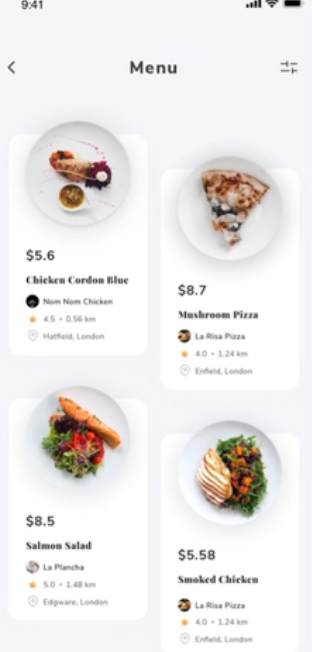 9:41
Menu
$5.6
Chicken Cordon Blue
Nom Nom Chicken
4.5 • 0.56 km
Hatfield, London
$8.7
Mushroom Pizza
La Risa Pizza
4.0 • 1.24 km
Enfield, London
$8.5
Salmon Salad
La Plancha
5.0 • 1.48 km
Edgware, London
$5.58
Smoked Chicken
La Risa Pizza
4.0 • 1.24 km
Enfield, London